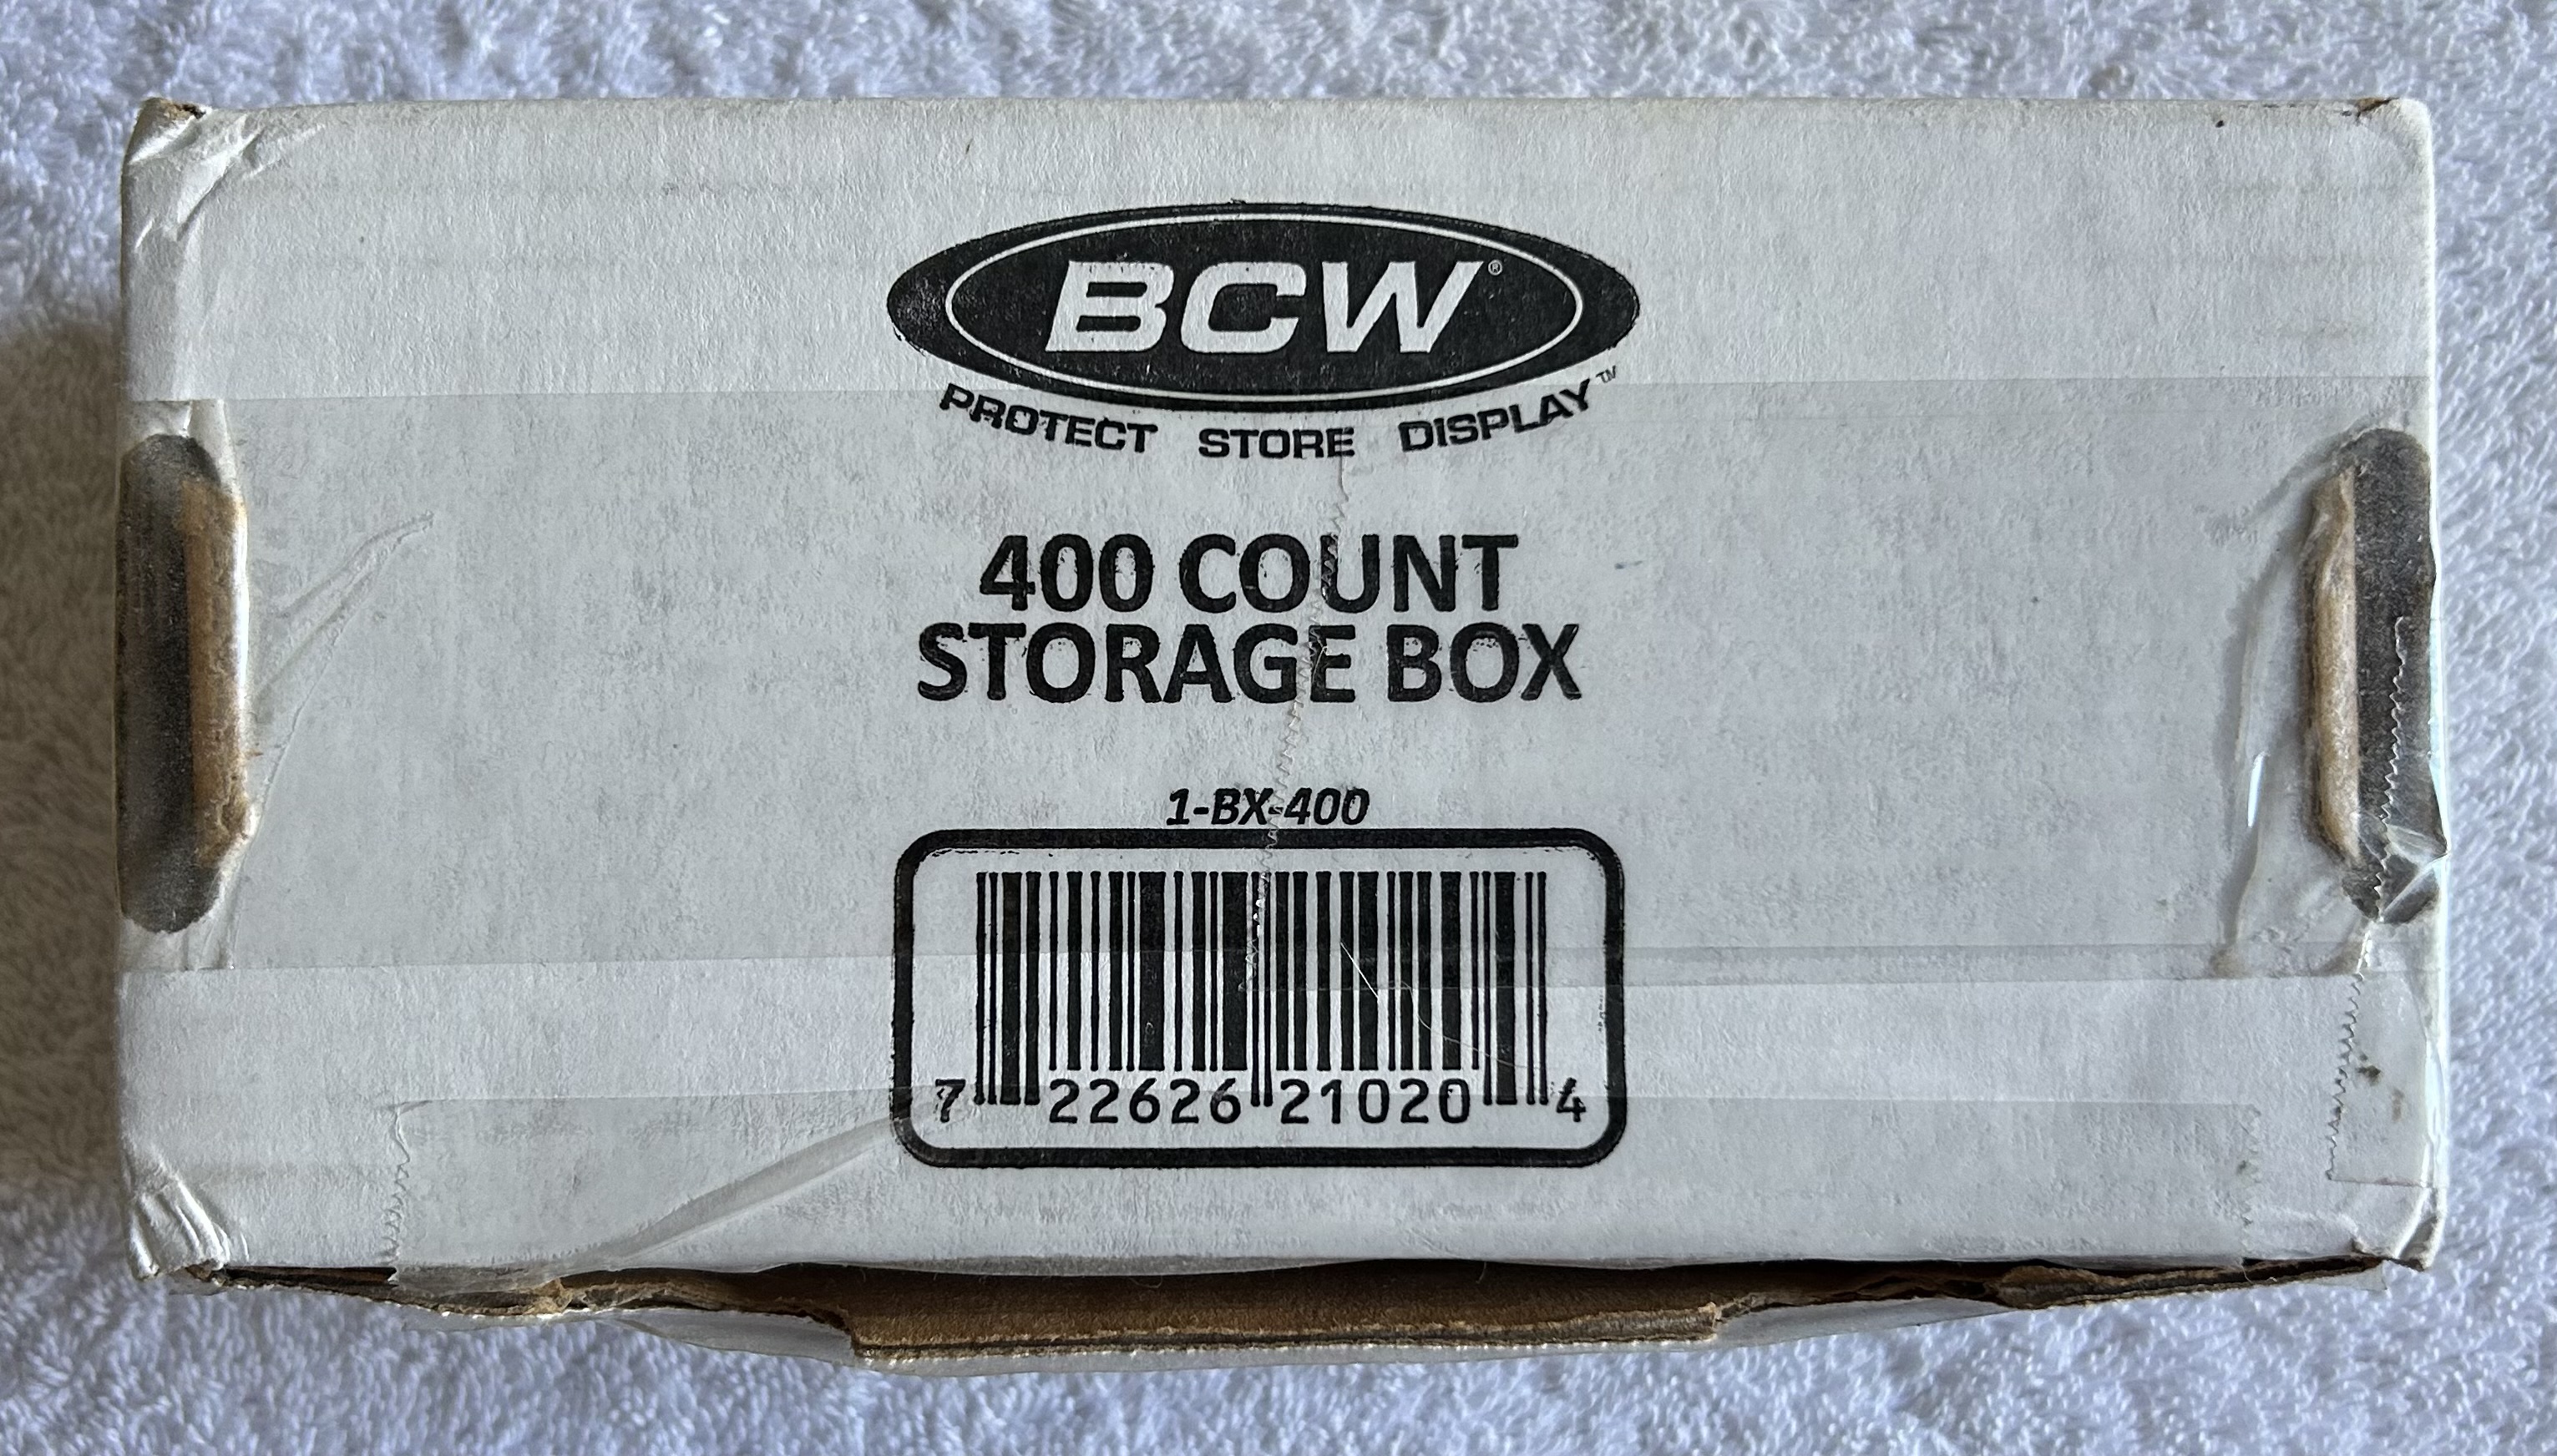 BCW®
PROTECT STORE DISPLAY™
400 COUNT
STORAGE BOX
1-BX-400
7 22626 21020 4